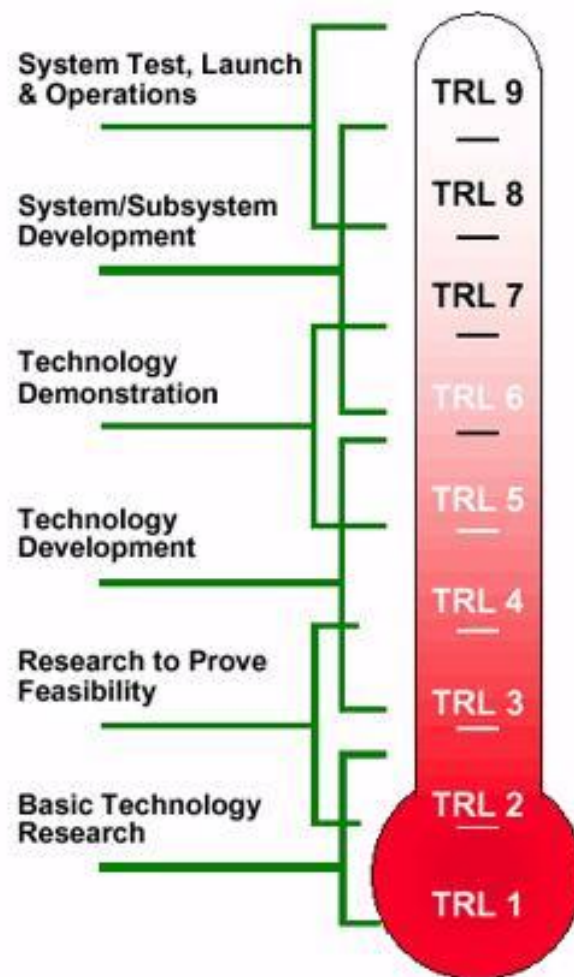 System Test, Launch
& Operations
System/Subsystem
Development
Technology
Demonstration
Technology
Development
Research to Prove
Feasibility
Basic Technology
Research
TRL 9
TRL 8
TRL 7
TRL 6
TRL 5
TRL 4
TRL 3
TRL 2
TRL 1